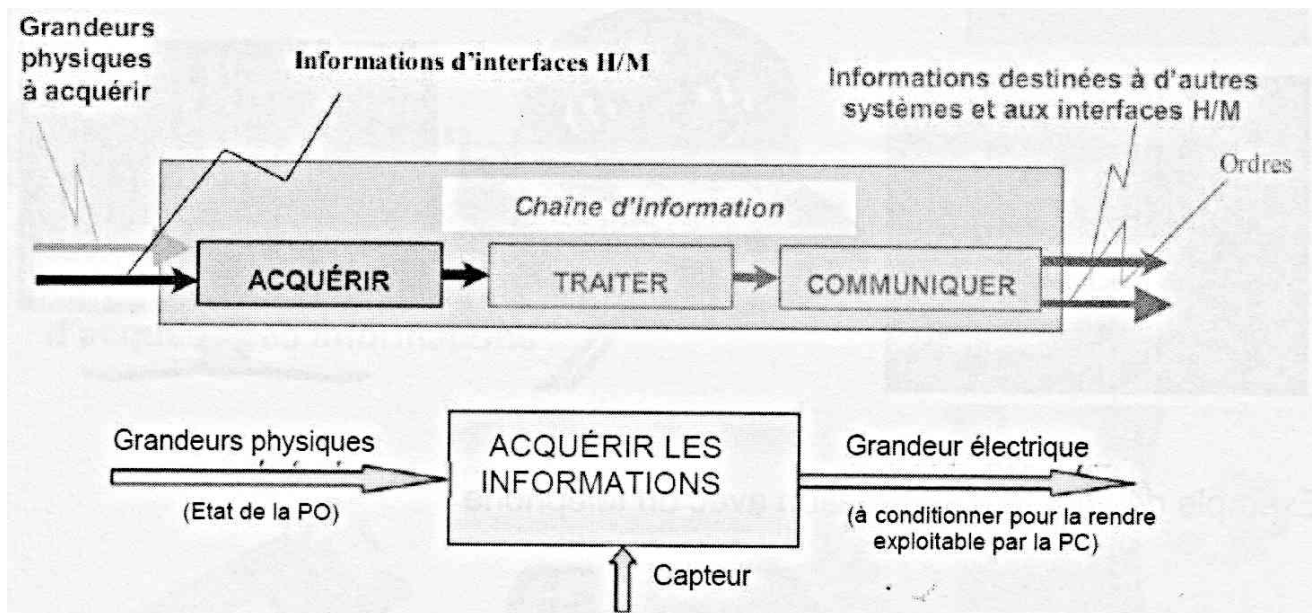 Grandeurs
physiques
à acquérir
Informations d'interfaces H/M
Informations destinées à d'autres
systèmes et aux interfaces H/M
Ordres
Chaîne d'information
ACQUÉRIR
TRAITER
COMMUNIQUER
Grandeurs physiques
(Etat de la PO)
ACQUÉRIR LES
INFORMATIONS
Grandeur électrique
(à conditionner pour la rendre
exploitable par la PC)
Capteur